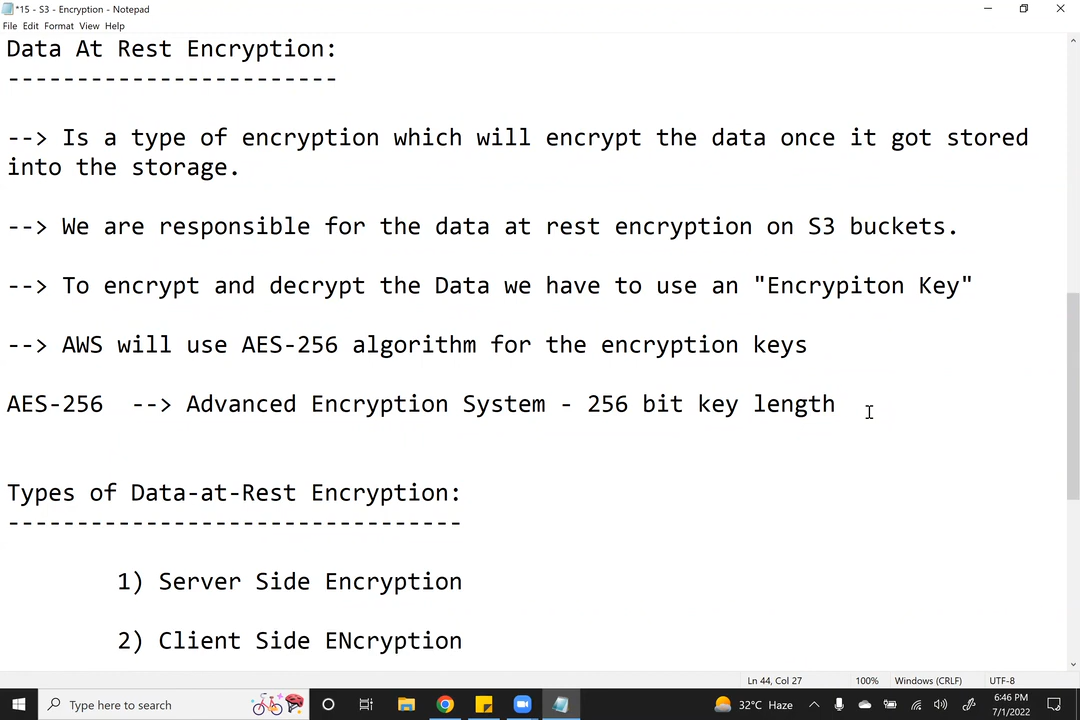 *15 - S3 - Encryption - Notepad
File Edit Format View Help
Data At Rest Encryption:
------------------------
--> Is a type of encryption which will encrypt the data once it got stored
into the storage.
--> We are responsible for the data at rest encryption on S3 buckets.
--> To encrypt and decrypt the Data we have to use an "Encrypiton Key"
--> AWS will use AES-256 algorithm for the encryption keys
AES-256  --> Advanced Encryption System - 256 bit key length
Types of Data-at-Rest Encryption:
---------------------------------
1) Server Side Encryption
2) Client Side ENcryption
Ln 44, Col 27 100% Windows (CRLF) UTF-8
Type here to search 32°C Haze 6:46 PM
7/1/2022